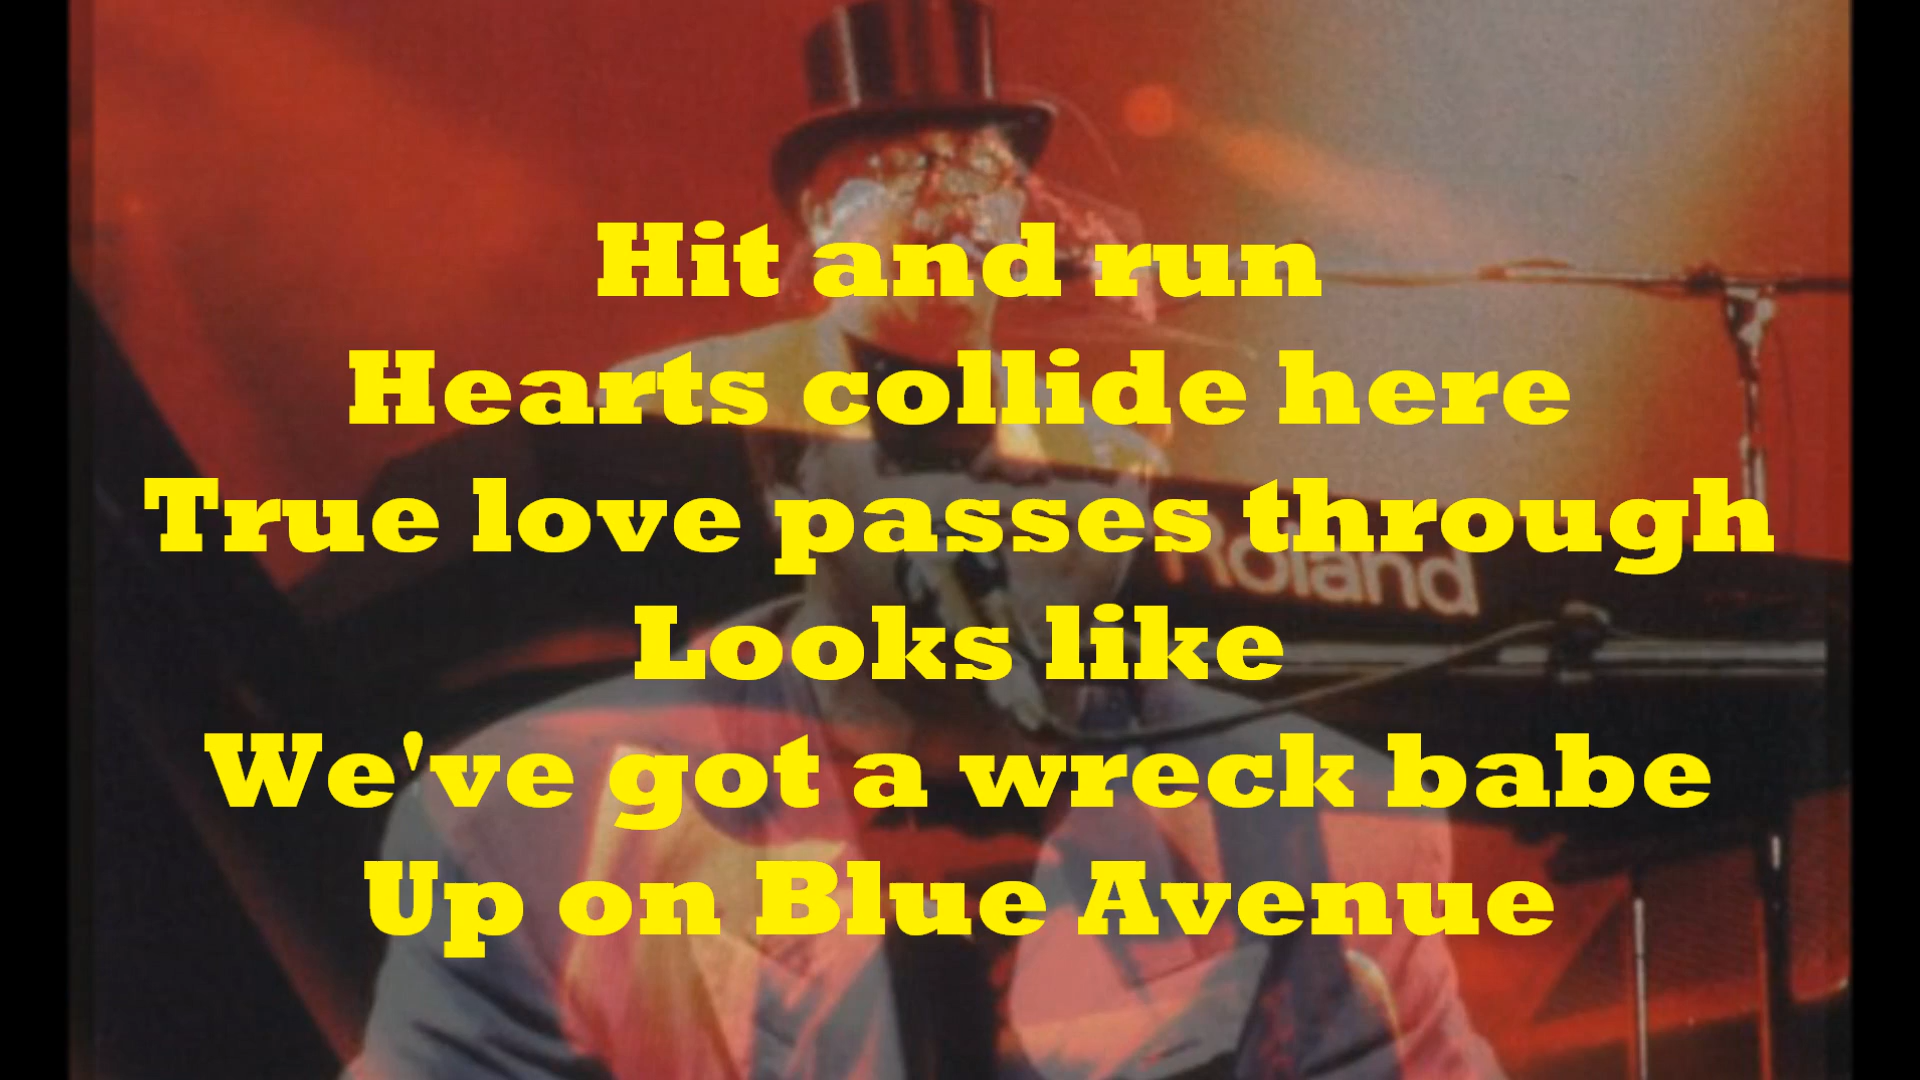 Hit and run
Hearts collide here
True love passes through
Roland
Looks like
We've got a wreck babe
Up on Blue Avenue